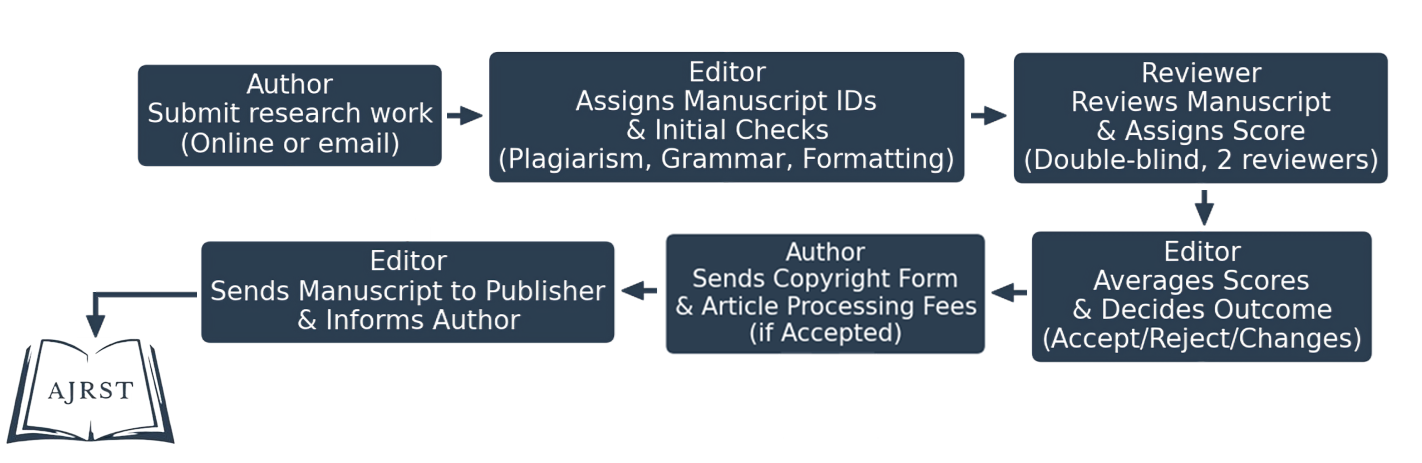 Author
Submit research work
(Online or email)
Editor
Assigns Manuscript IDs
& Initial Checks
(Plagiarism, Grammar, Formatting)
Reviewer
Reviews Manuscript
& Assigns Score
(Double-blind, 2 reviewers)
Editor
Averages Scores
& Decides Outcome
(Accept/Reject/Changes)
Author
Sends Copyright Form
& Article Processing Fees
(if Accepted)
Editor
Sends Manuscript to Publisher
& Informs Author
AJRST